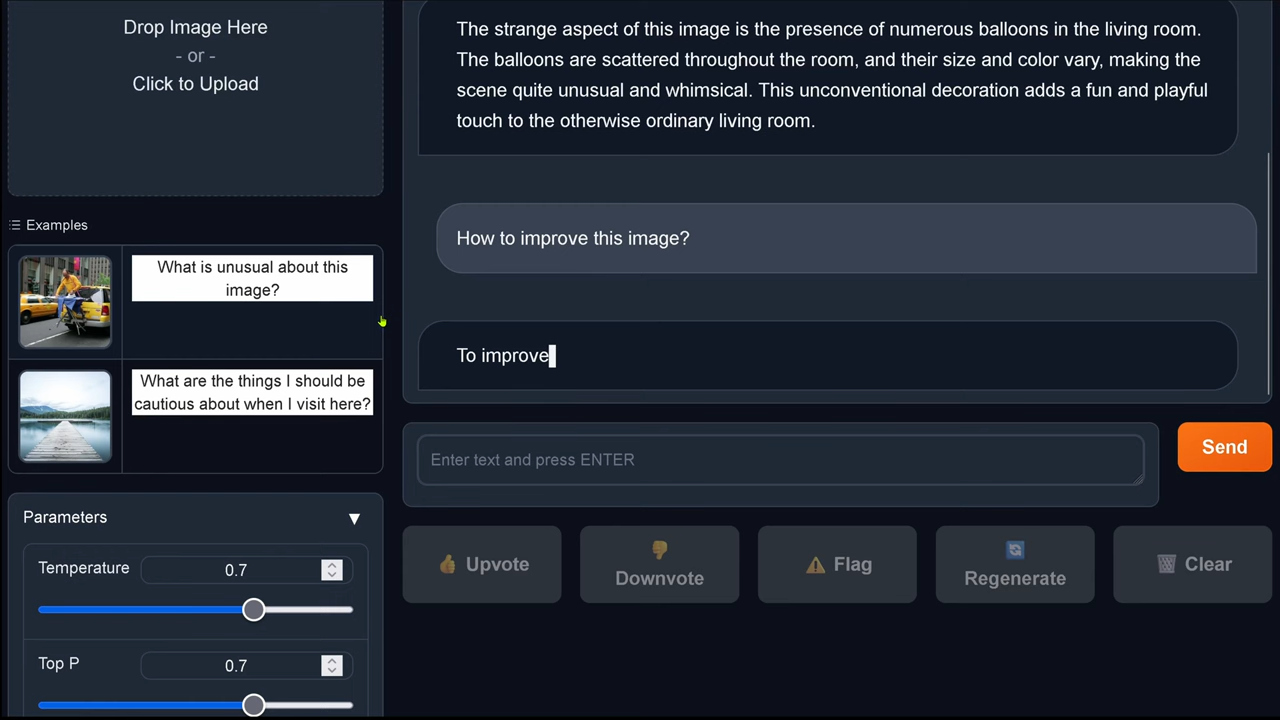 Drop Image Here
- or -
Click to Upload
Examples
What is unusual about this
image?
What are the things I should be
cautious about when I visit here?
Parameters
Temperature
0.7
Top P
0.7
The strange aspect of this image is the presence of numerous balloons in the living room.
The balloons are scattered throughout the room, and their size and color vary, making the
scene quite unusual and whimsical. This unconventional decoration adds a fun and playful
touch to the otherwise ordinary living room.
How to improve this image?
To improve
Enter text and press ENTER
Send
Upvote
Downvote
Flag
Regenerate
Clear